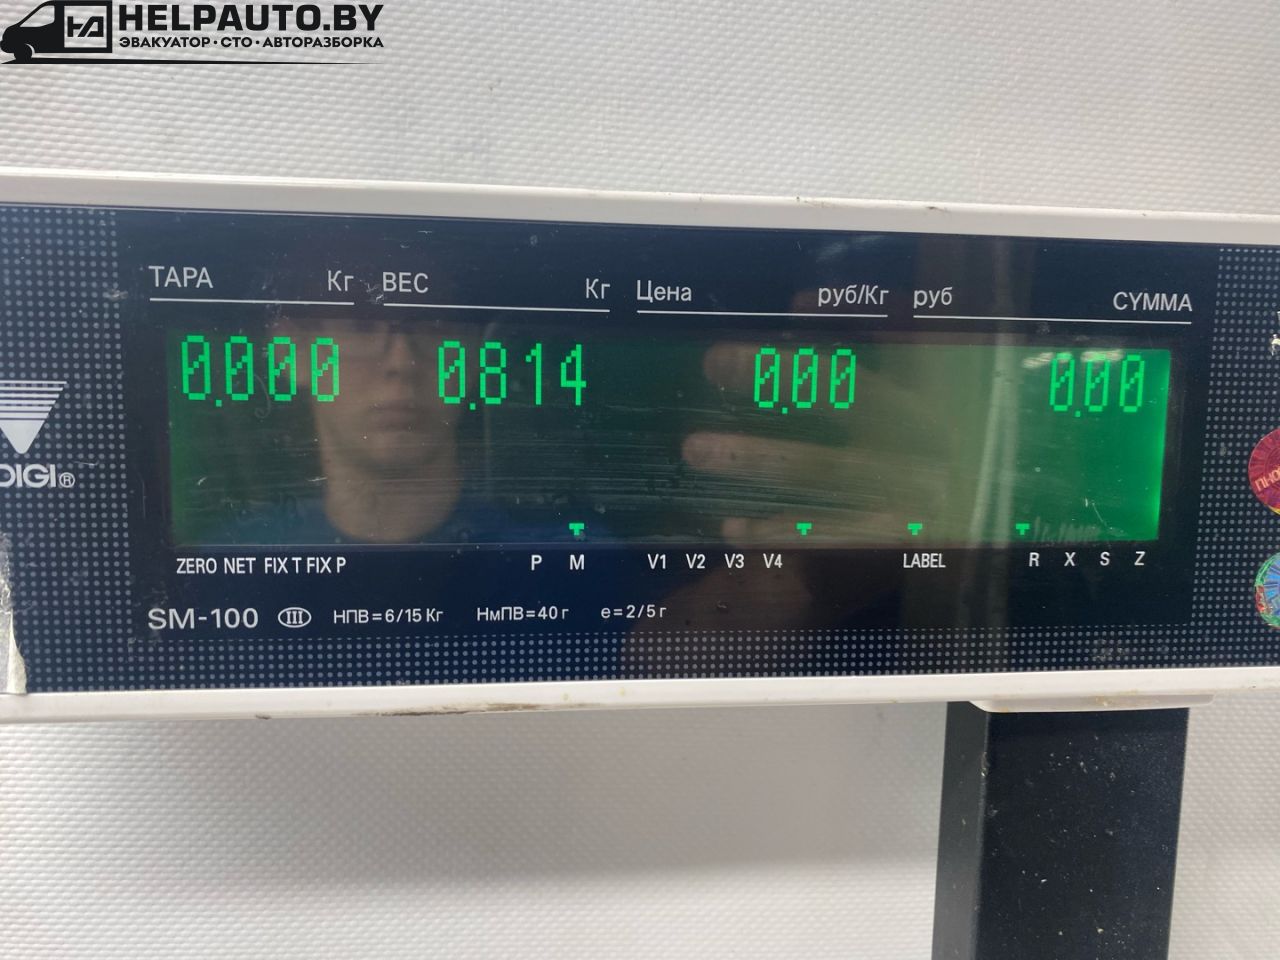 HELPAUTO.BY
ЭВАКУАТОР · СТО · АВТОРАЗБОРКА
ТАРА Кг ВЕС Кг Цена руб/Кг руб СУММА
0.000 0.814 0.00 0.00
DIGI®
ZERO NET FIX T FIX P P M V1 V2 V3 V4 LABEL R X S Z
SM-100 III НПВ=6/15 Кг НмПВ=40 г e=2/5 г